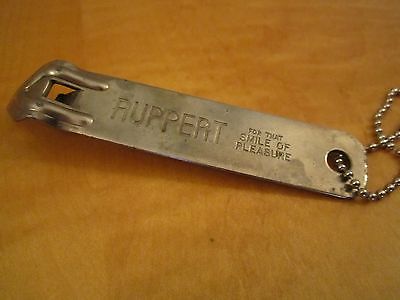 RUPPERT
FOR THAT
SMILE OF
PLEASURE